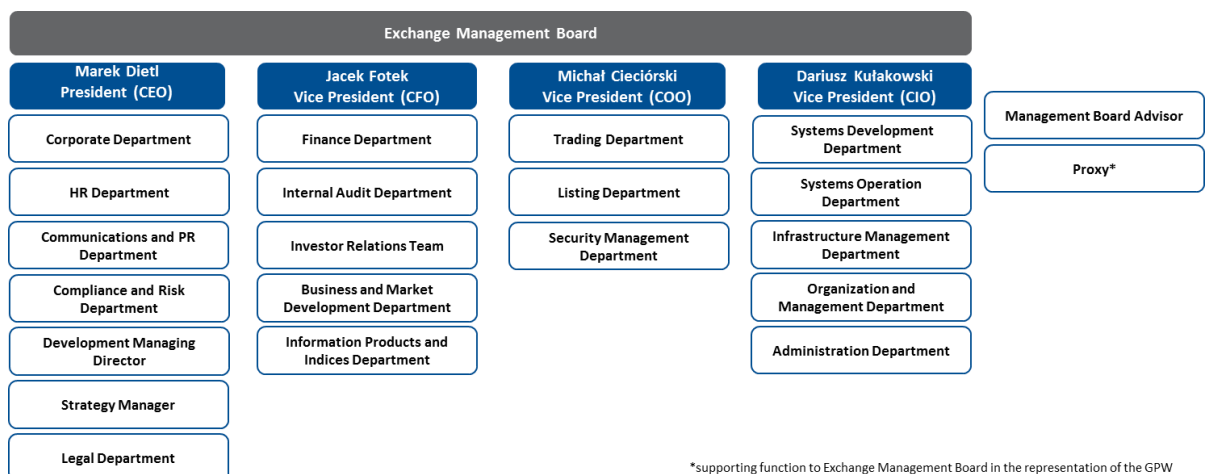 Exchange Management Board
Marek Dietl
President (CEO)
Corporate Department
HR Department
Communications and PR
Department
Compliance and Risk
Department
Development Managing
Director
Strategy Manager
Legal Department
Jacek Fotek
Vice President (CFO)
Finance Department
Internal Audit Department
Investor Relations Team
Business and Market
Development Department
Information Products and
Indices Department
Michał Cieciórski
Vice President (COO)
Trading Department
Listing Department
Security Management
Department
Dariusz Kułakowski
Vice President (CIO)
Systems Development
Department
Systems Operation
Department
Infrastructure Management
Department
Organization and
Management Department
Administration Department
Management Board Advisor
Proxy*
*supporting function to Exchange Management Board in the representation of the GPW